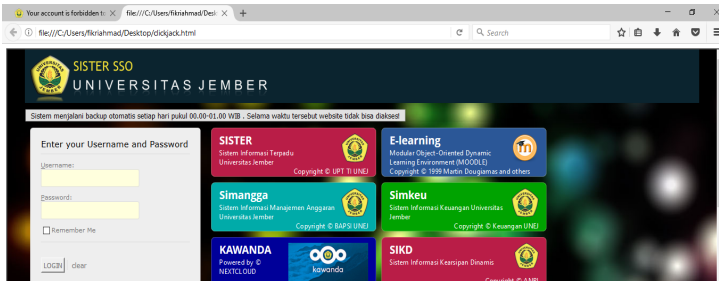 Your account is forbidden to
file:///C:/Users/fikriahmad/Desk
file:///C:/Users/fikriahmad/Desktop/clickjack.html
Search
SISTER SSO
UNIVERSITAS JEMBER
Sistem menjalani backup otomatis setiap hari pukul 00.00-01.00 WIB . Selama waktu tersebut website tidak bisa diakses!
Enter your Username and Password
Username:
Password:
Remember Me
LOGIN clear
SISTER
Sistem Informasi Terpadu
Universitas Jember
Copyright © UPT TI UNEJ
E-learning
Modular Object-Oriented Dynamic
Learning Environment (MOODLE)
Copyright © 1999 Martin Dougiamas and others
Simangga
Sistem Informasi Manajemen Anggaran
Universitas Jember
Copyright © BAPSI UNEJ
Simkeu
Sistem Informasi Keuangan Universitas
Jember
Copyright © Keuangan UNEJ
KAWANDA
Powered by ©
NEXTCLOUD
kawanda
SIKD
Sistem Informasi Kearsipan Dinamis
Copyright © ANRI